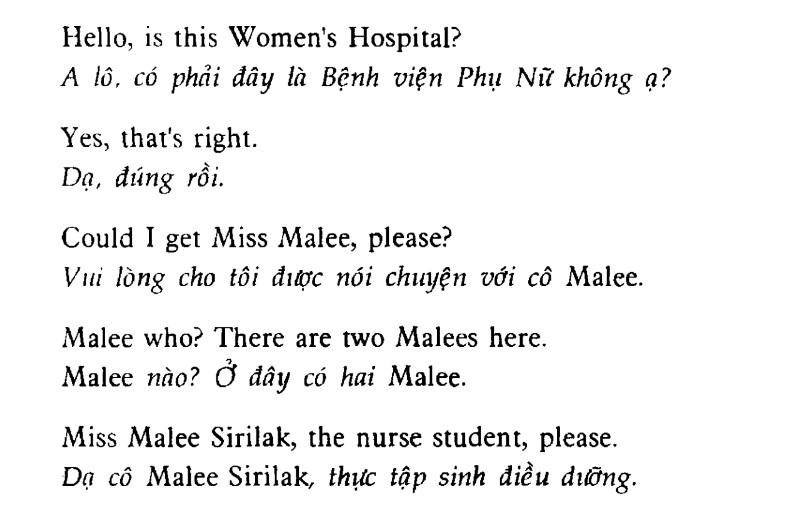 Hello, is this Women's Hospital?
A lô, có phải đây là Bệnh viện Phụ Nữ không ạ?
Yes, that's right.
Dạ, đúng rồi.
Could I get Miss Malee, please?
Vui lòng cho tôi được nói chuyện với cô Malee.
Malee who? There are two Malees here.
Malee nào? Ở đây có hai Malee.
Miss Malee Sirilak, the nurse student, please.
Dạ cô Malee Sirilak, thực tập sinh điều dưỡng.